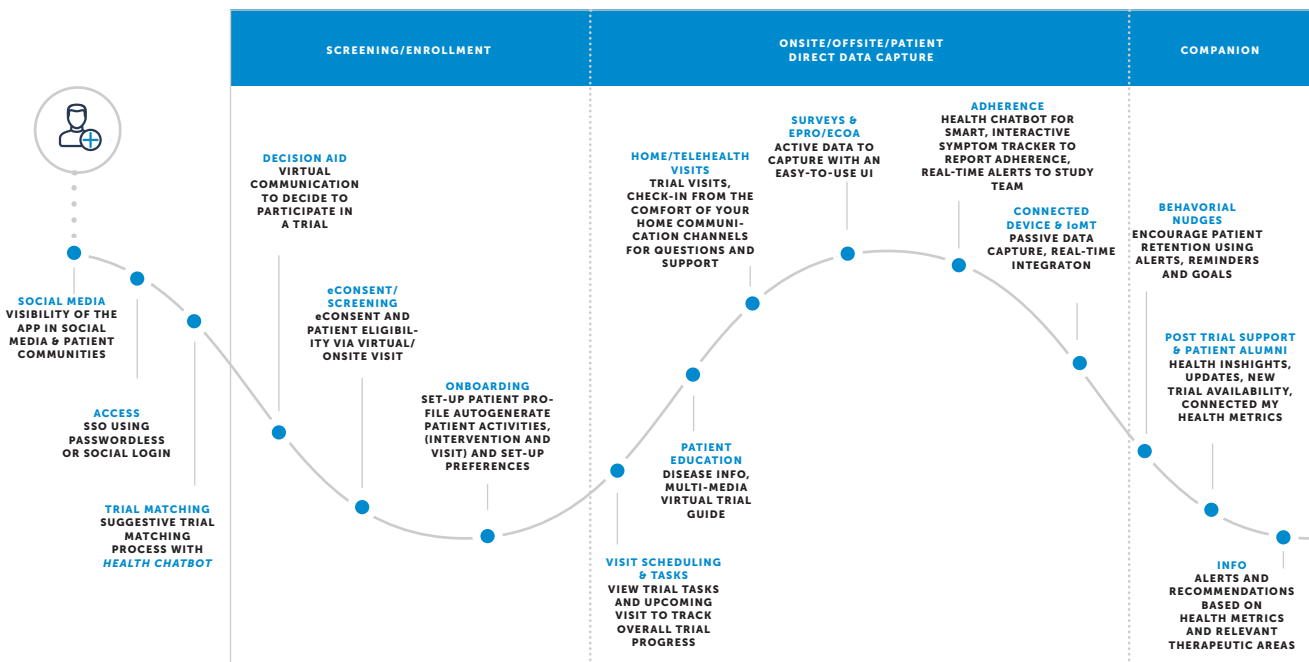 SCREENING/ENROLLMENT
ONSITE/OFFSITE/PATIENT
DIRECT DATA CAPTURE
COMPANION
SOCIAL MEDIA
VISIBILITY OF THE
APP IN SOCIAL
MEDIA & PATIENT
COMMUNITIES
ACCESS
SSO USING
PASSWORDLESS
OR SOCIAL LOGIN
TRIAL MATCHING
SUGGESTIVE TRIAL
MATCHING
PROCESS WITH
HEALTH CHATBOT
DECISION AID
VIRTUAL
COMMUNICATION
TO DECIDE TO
PARTICIPATE IN
A TRIAL
eCONSENT/
SCREENING
eCONSENT AND
PATIENT ELIGIBIL-
ITY VIA VIRTUAL/
ONSITE VISIT
ONBOARDING
SET-UP PATIENT PRO-
FILE AUTOGENERATE
PATIENT ACTIVITIES,
(INTERVENTION AND
VISIT) AND SET-UP
PREFERENCES
VISIT SCHEDULING
& TASKS
VIEW TRIAL TASKS
AND UPCOMING
VISIT TO TRACK
OVERALL TRIAL
PROGRESS
PATIENT
EDUCATION
DISEASE INFO,
MULTI-MEDIA
VIRTUAL TRIAL
GUIDE
HOME/TELEHEALTH
VISITS
TRIAL VISITS,
CHECK-IN FROM THE
COMFORT OF YOUR
HOME COMMUNI-
CATION CHANNELS
FOR QUESTIONS AND
SUPPORT
SURVEYS &
EPRO/ECOA
ACTIVE DATA TO
CAPTURE WITH AN
EASY-TO-USE UI
ADHERENCE
HEALTH CHATBOT FOR
SMART, INTERACTIVE
SYMPTOM TRACKER TO
REPORT ADHERENCE,
REAL-TIME ALERTS TO STUDY
TEAM
CONNECTED
DEVICE & IoMT
PASSIVE DATA
CAPTURE, REAL-TIME
INTEGRATON
BEHAVORIAL
NUDGES
ENCOURAGE PATIENT
RETENTION USING
ALERTS, REMINDERS
AND GOALS
POST TRIAL SUPPORT
& PATIENT ALUMNI
HEALTH INSHIGHTS,
UPDATES, NEW
TRIAL AVAILABILITY,
CONNECTED MY
HEALTH METRICS
INFO
ALERTS AND
RECOMMENDATIONS
BASED ON
HEALTH METRICS
AND RELEVANT
THERAPEUTIC AREAS